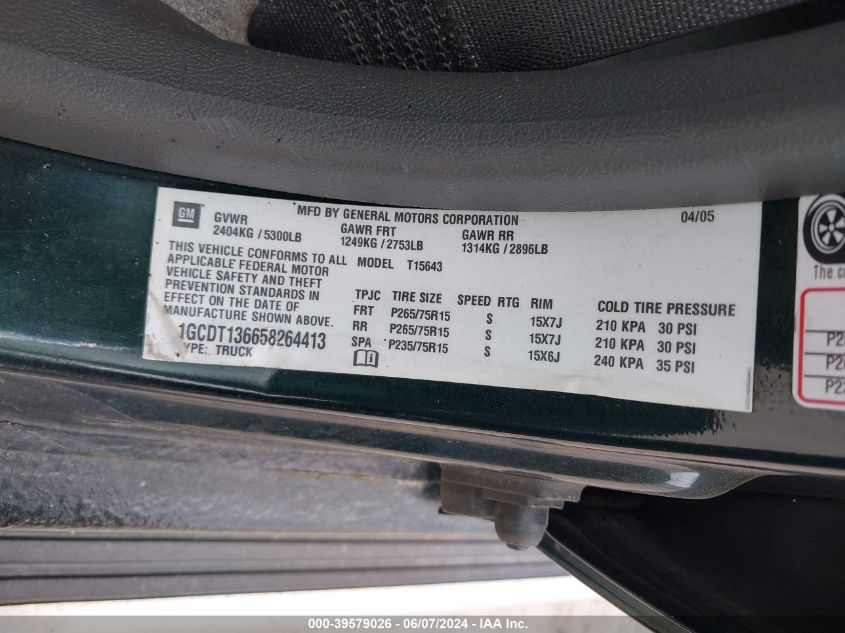 GM
MFD BY GENERAL MOTORS CORPORATION
04/05
GVWR
GAWR FRT
GAWR RR
2404KG / 5300LB
1249KG / 2753LB
1314KG / 2896LB
THIS VEHICLE CONFORMS TO ALL
APPLICABLE FEDERAL MOTOR
VEHICLE SAFETY AND THEFT
PREVENTION STANDARDS IN
EFFECT ON THE DATE OF
MANUFACTURE SHOWN ABOVE.
1GCDT136658264413
TYPE: TRUCK
MODEL T15643
TPJC TIRE SIZE SPEED RTG RIM COLD TIRE PRESSURE
FRT P265/75R15 S 15X7J 210 KPA 30 PSI
RR P265/75R15 S 15X7J 210 KPA 30 PSI
SPA P235/75R15 S 15X6J 240 KPA 35 PSI
The
000-39579026 - 06/07/2024 - IAA Inc.